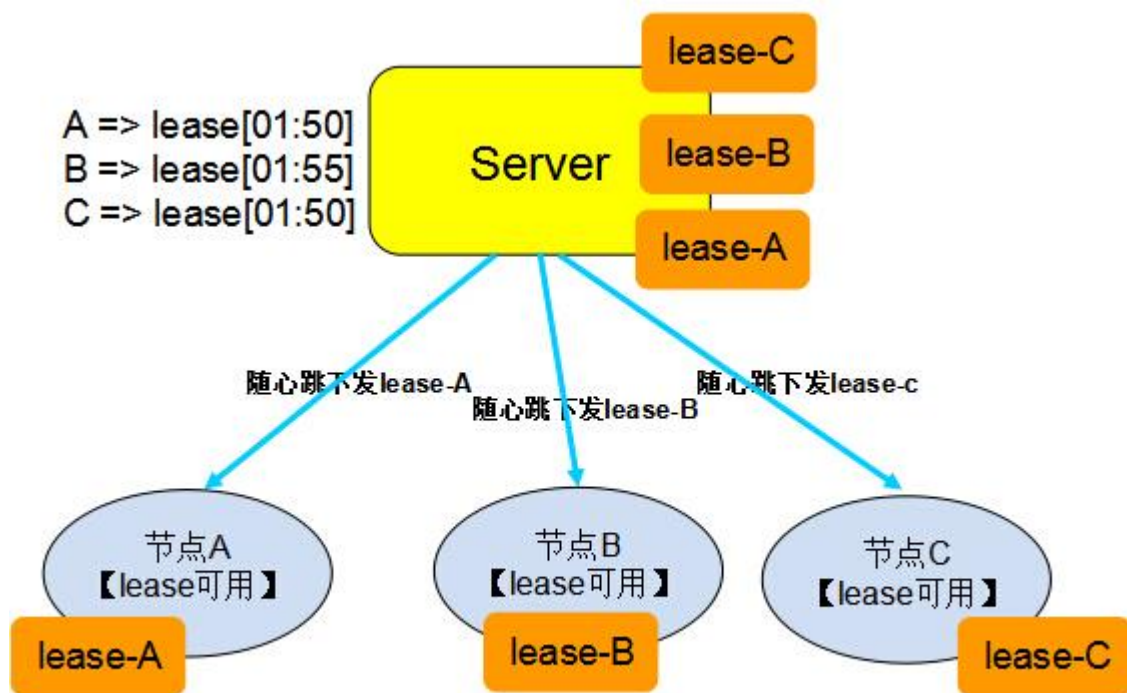 lease-C
A => lease[01:50]
B => lease[01:55]
C => lease[01:50]
Server
lease-B
lease-A
随心跳下发lease-A
随心跳下发lease-B
随心跳下发lease-c
节点A
【lease可用】
lease-A
节点B
【lease可用】
lease-B
节点C
【lease可用】
lease-C